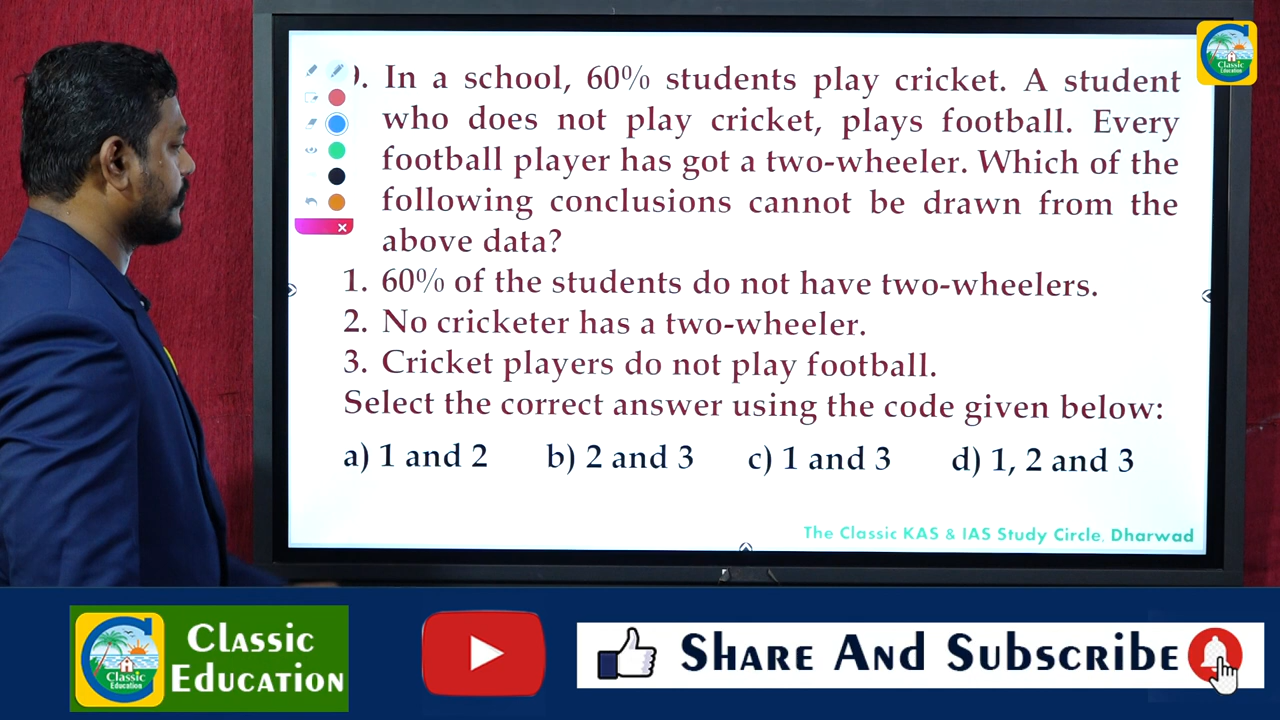 ). In a school, 60% students play cricket. A student
who does not play cricket, plays football. Every
football player has got a two-wheeler. Which of the
following conclusions cannot be drawn from the
above data?
1. 60% of the students do not have two-wheelers.
2. No cricketer has a two-wheeler.
3. Cricket players do not play football.
Select the correct answer using the code given below:
a) 1 and 2 b) 2 and 3 c) 1 and 3 d) 1, 2 and 3
The Classic KAS & IAS Study Circle, Dharwad
Classic
Education
Classic
Education
Classic
Education
Share And Subscribe